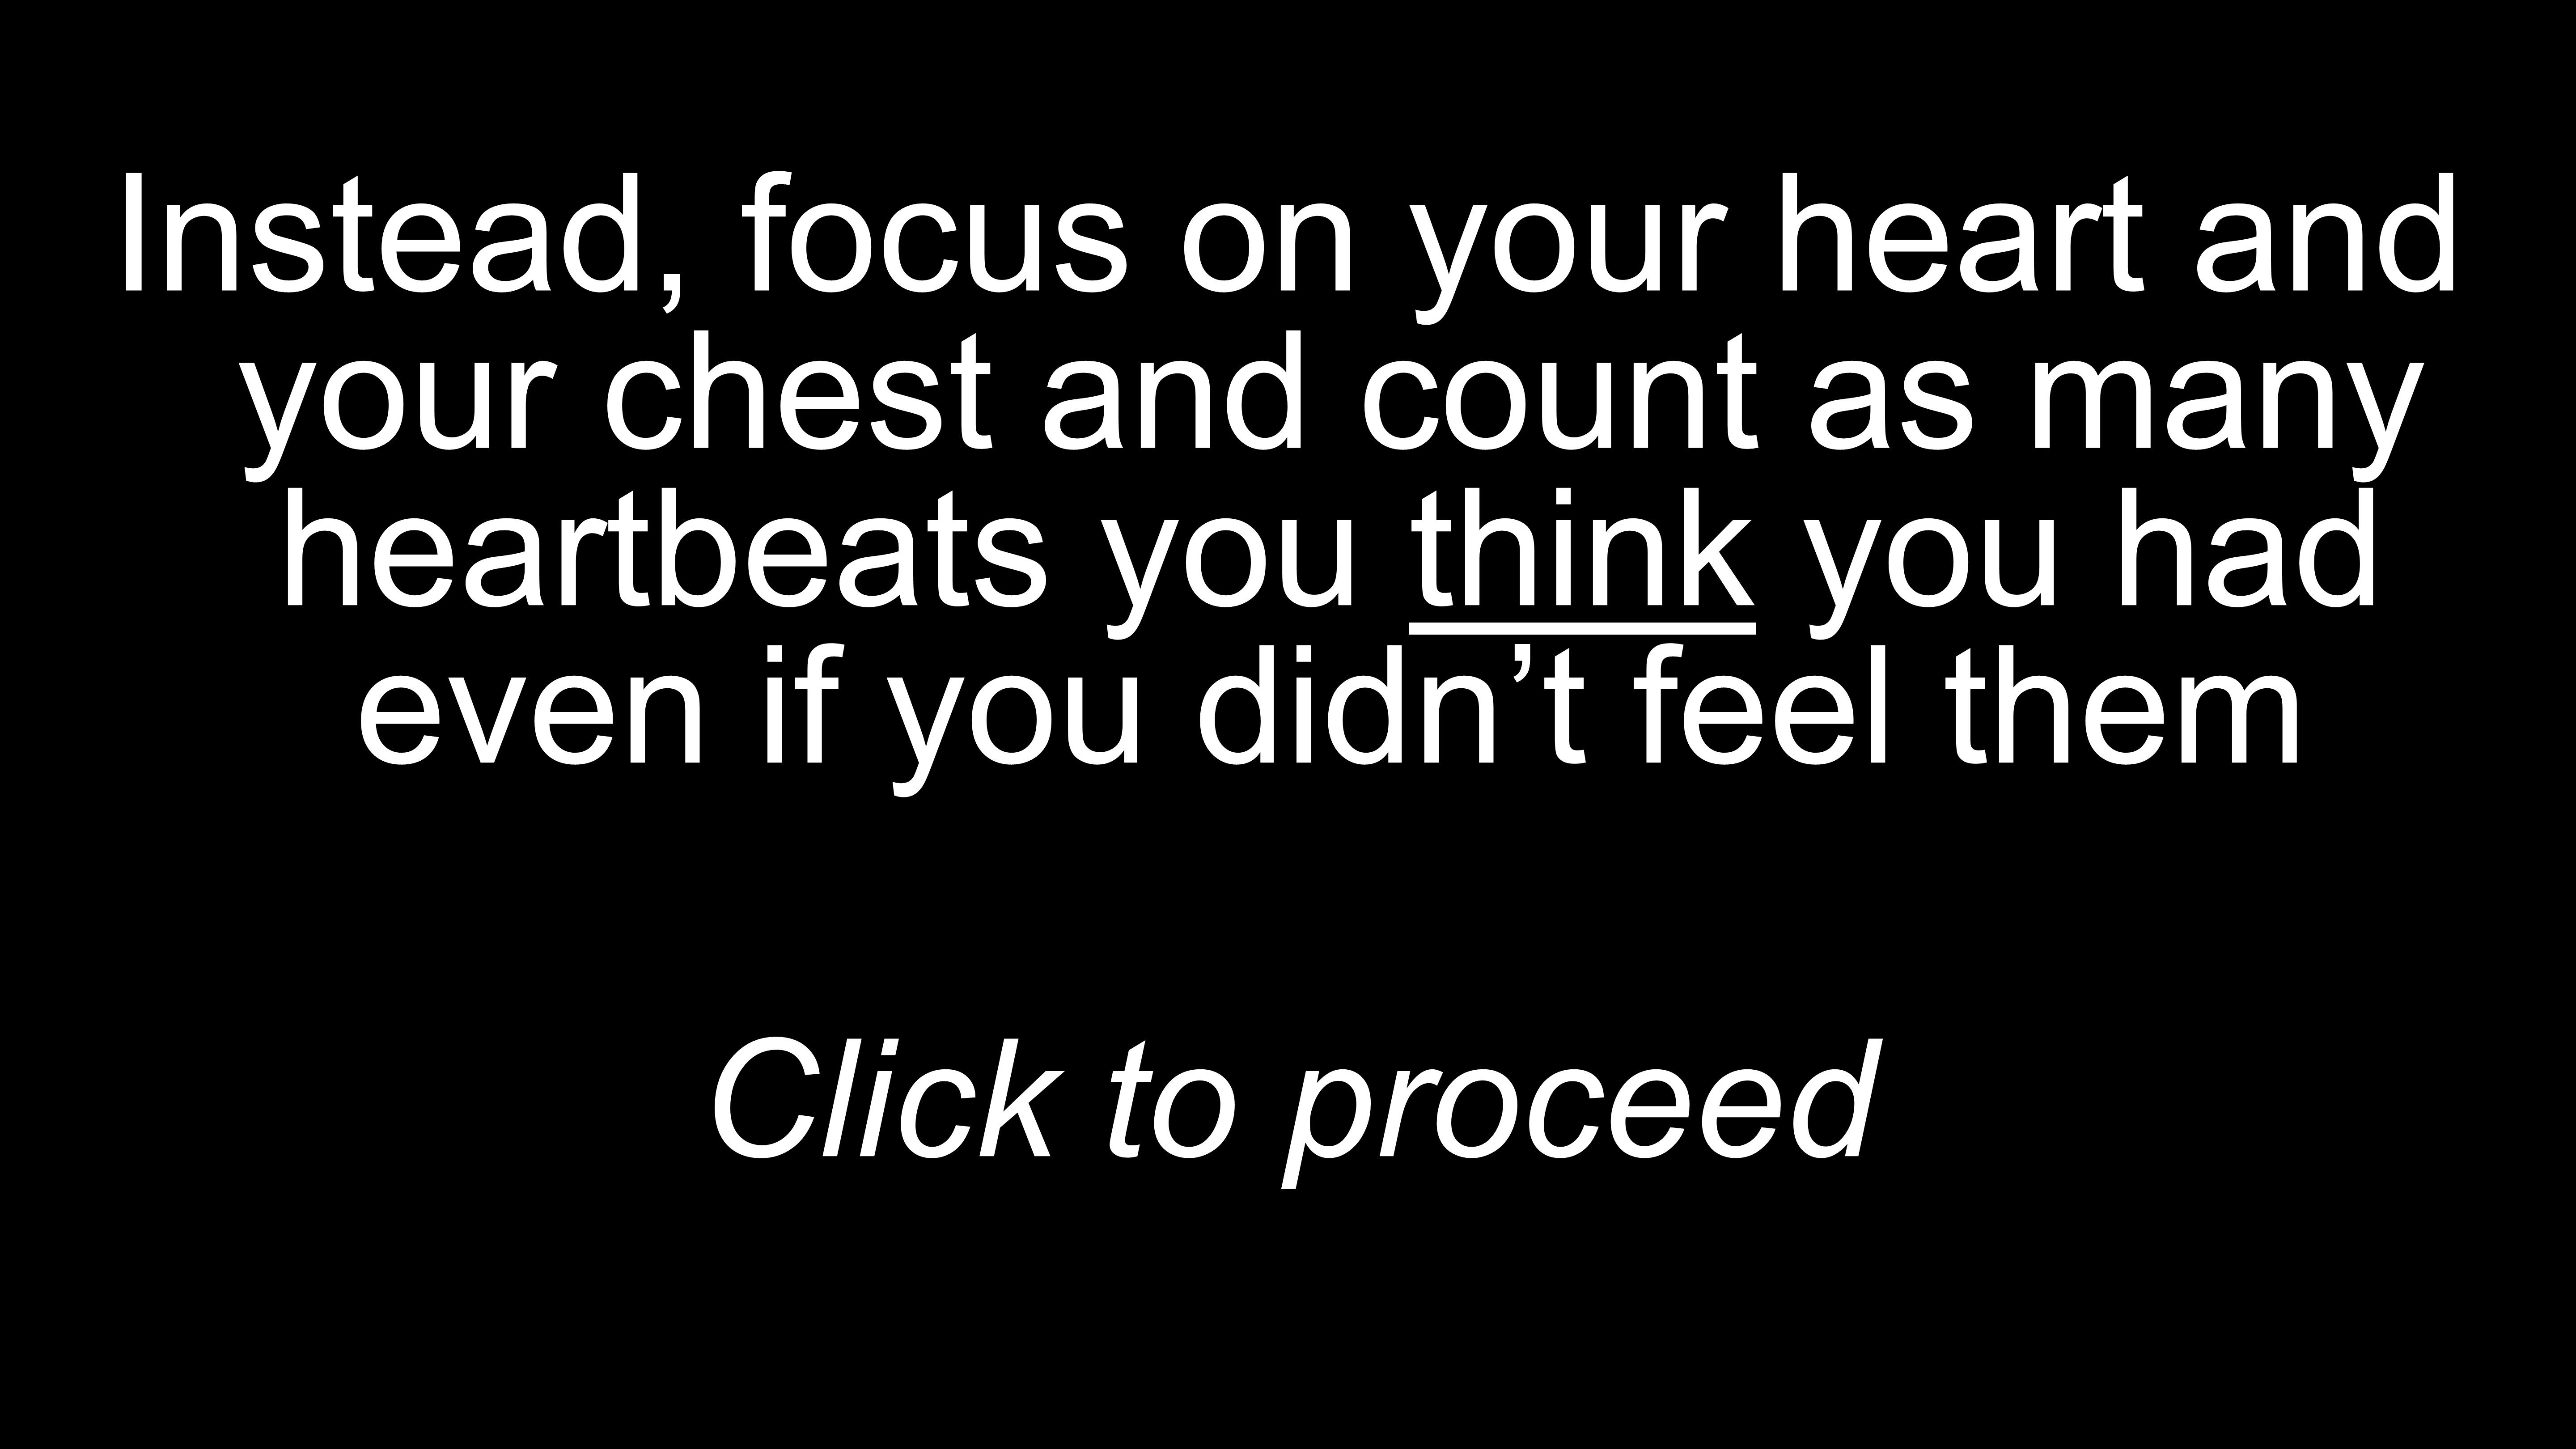 Instead, focus on your heart and
your chest and count as many
heartbeats you think you had
even if you didn’t feel them
Click to proceed